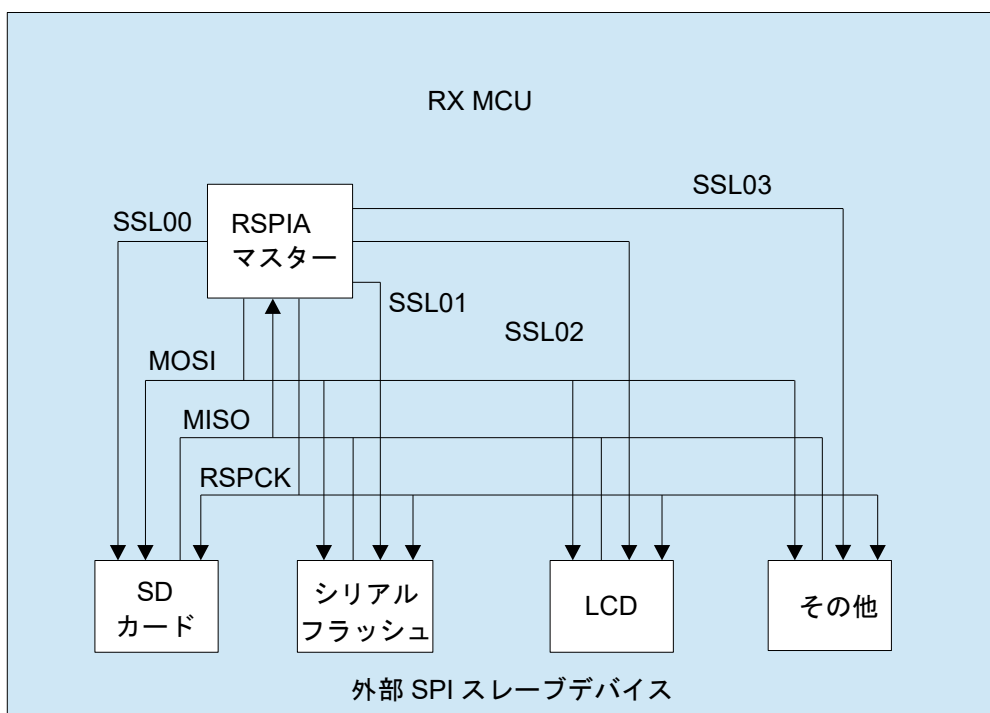 RX MCU
SSL03
SSL00
RSPIA
マスター
SSL01
SSL02
MOSI
MISO
RSPCK
SD
カード
シリアル
フラッシュ
LCD
その他
外部 SPI スレーブデバイス